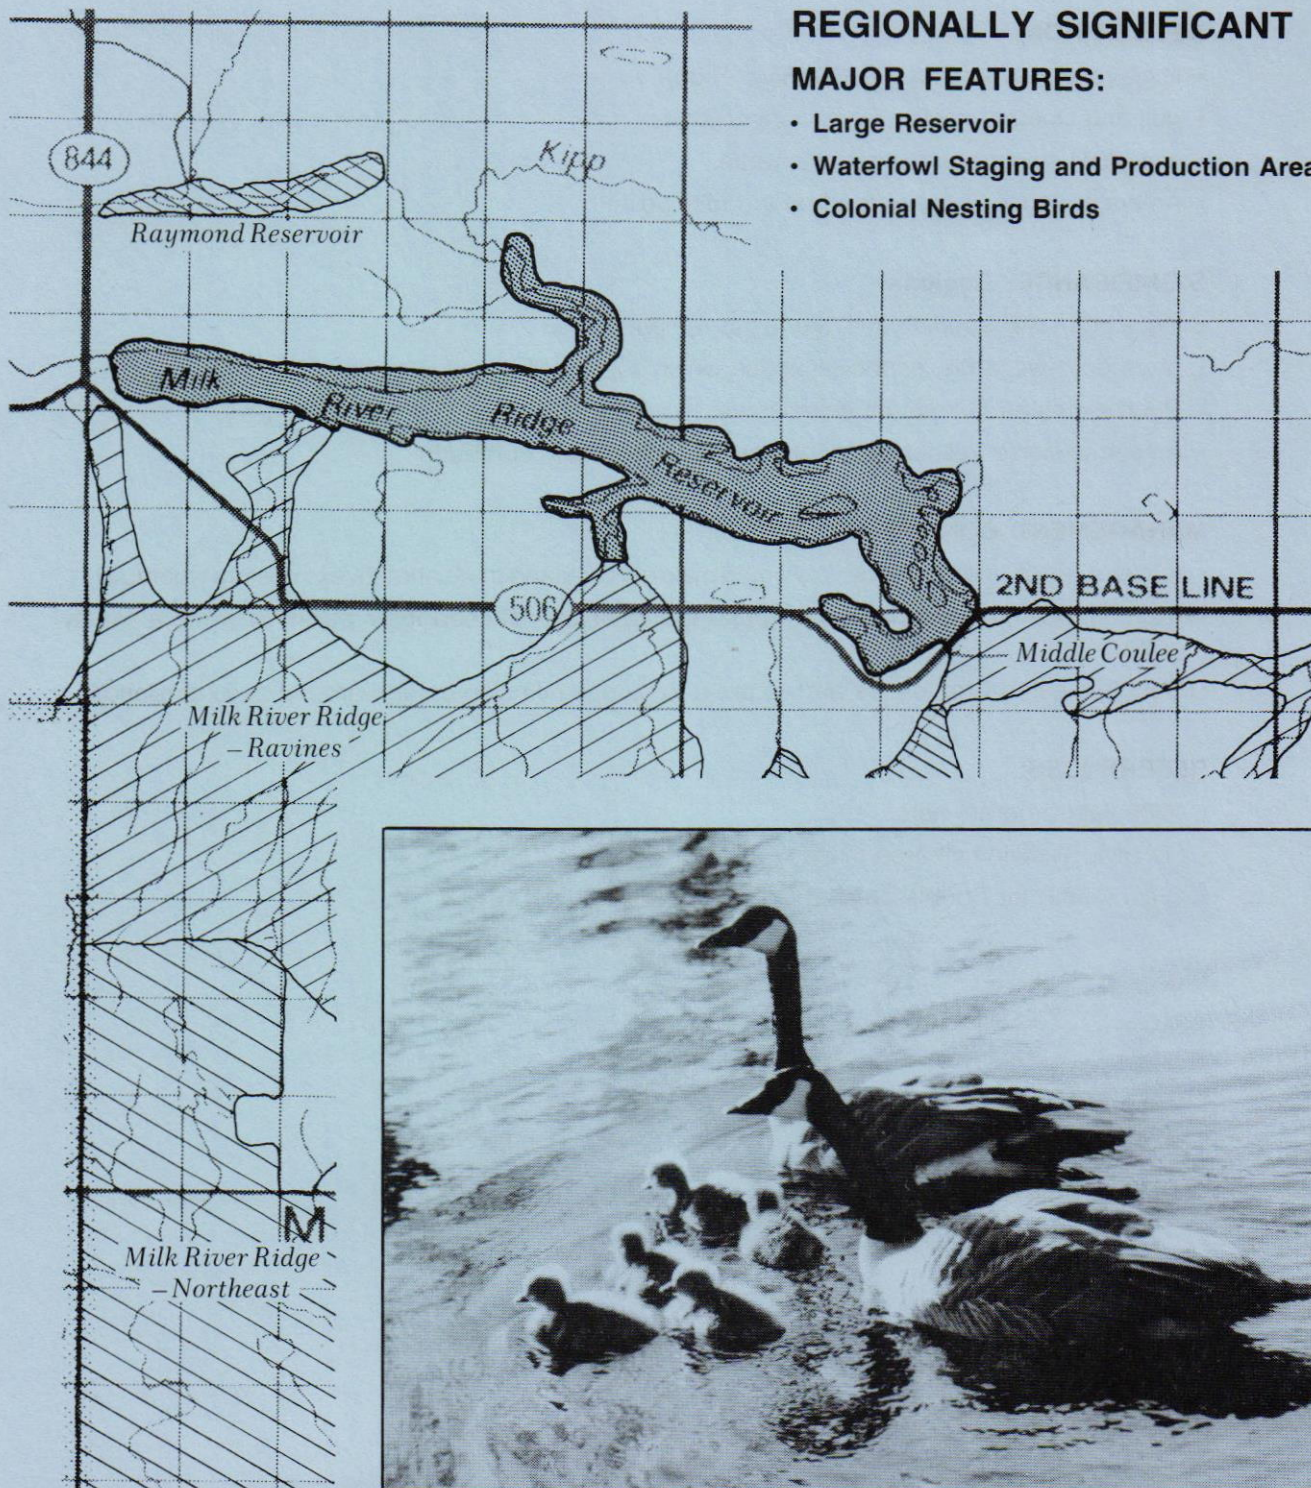 REGIONALLY SIGNIFICANT
MAJOR FEATURES:
• Large Reservoir
• Waterfowl Staging and Production Area
• Colonial Nesting Birds
844
Kipp
Raymond Reservoir
Milk River Ridge Reservoir
506
2ND BASE LINE
Middle Coulee
Milk River Ridge
–Ravines
M
Milk River Ridge
–Northeast